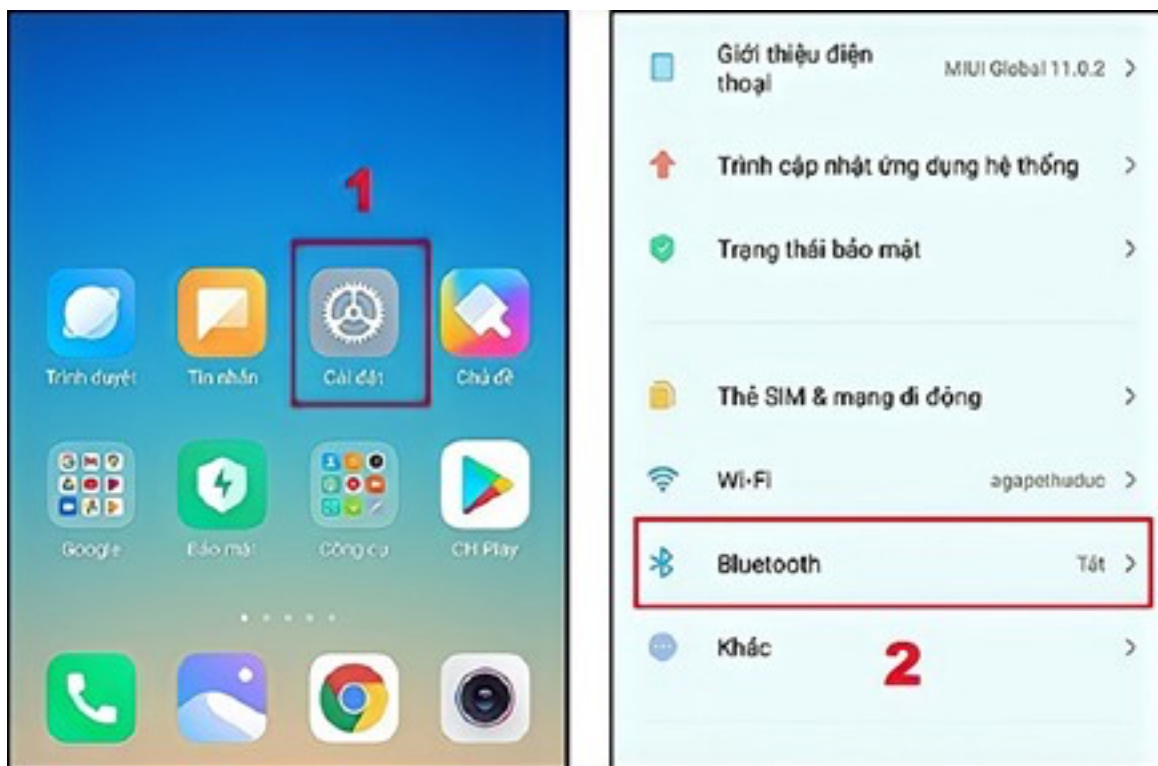 1
Trình duyệt
Tin nhắn
Cài đặt
Chủ đề
Google
Bảo mật
Công cụ
CH Play
Giới thiệu điện
thoại
MIUI Global 11.0.2
Trình cập nhật ứng dụng hệ thống
Trạng thái bảo mật
Thẻ SIM & mạng di động
Wi-Fi
agapethuduc
Bluetooth
Tắt
Khác
2